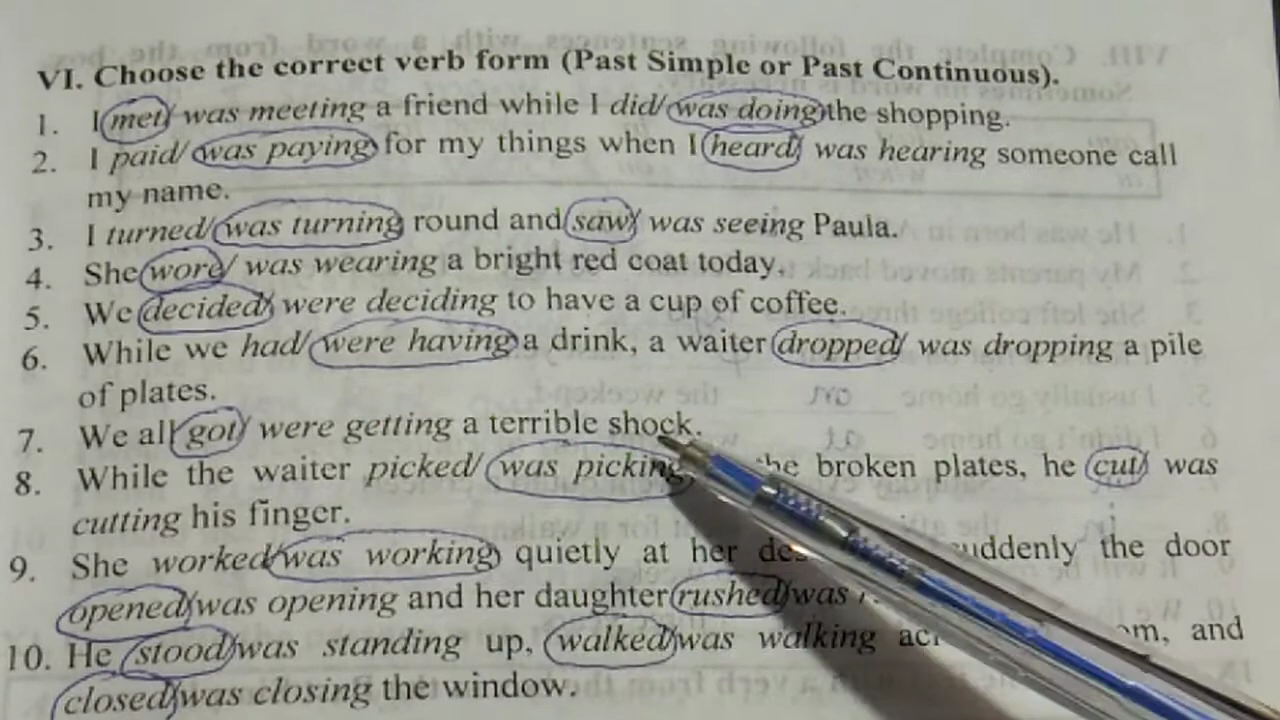 VI. Choose the correct verb form (Past Simple or Past Continuous).
1. I met/ was meeting a friend while I did/ was doing the shopping.
2. I paid/ was paying for my things when I heard/ was hearing someone call
my name.
3. I turned/ was turning round and saw/ was seeing Paula.
4. She wore/ was wearing a bright red coat today.
5. We decided/ were deciding to have a cup of coffee.
6. While we had/ were having a drink, a waiter dropped/ was dropping a pile
of plates.
7. We all got/ were getting a terrible shock.
8. While the waiter picked/ was picking the broken plates, he cut/ was
cutting his finger.
9. She worked/was working quietly at her suddenly the door
opened/was opening and her daughter rushed/was
10. He stood/was standing up, walked/was walking and
closed/was closing the window.